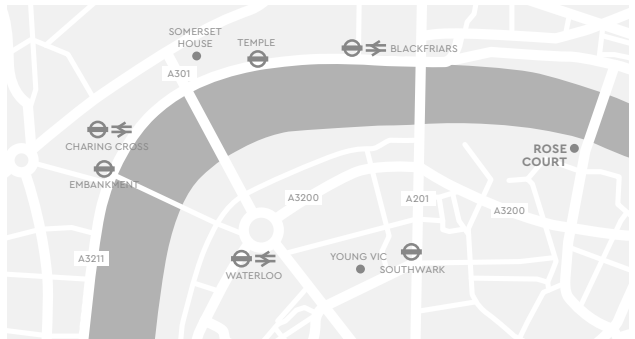 SOMERSET
HOUSE
TEMPLE
BLACKFRIARS
A301
CHARING CROSS
EMBANKMENT
ROSE
COURT
A3200
A201
A3200
A3211
WATERLOO
YOUNG VIC
SOUTHWARK